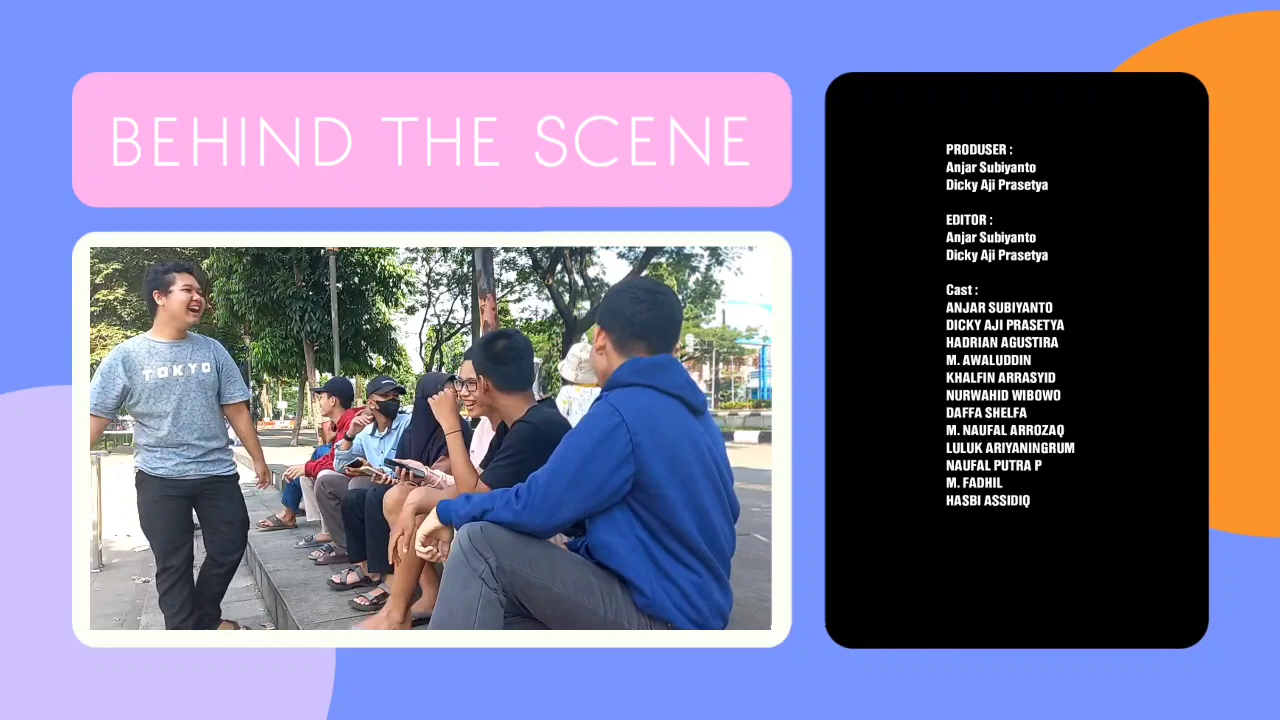 BEHIND THE SCENE
TOKYO
PRODUSER :
Anjar Subiyanto
Dicky Aji Prasetya
EDITOR :
Anjar Subiyanto
Dicky Aji Prasetya
Cast :
ANJAR SUBIYANTO
DICKY AJI PRASETYA
HADRIAN AGUSTIRA
M. AWALUDDIN
KHALFIN ARRASYID
NURWAHID WIBOWO
DAFFA SHELFA
M. NAUFAL ARROZAQ
LULUK ARIYANINGRUM
NAUFAL PUTRA P
M. FADHIL
HASBI ASSIDIQ